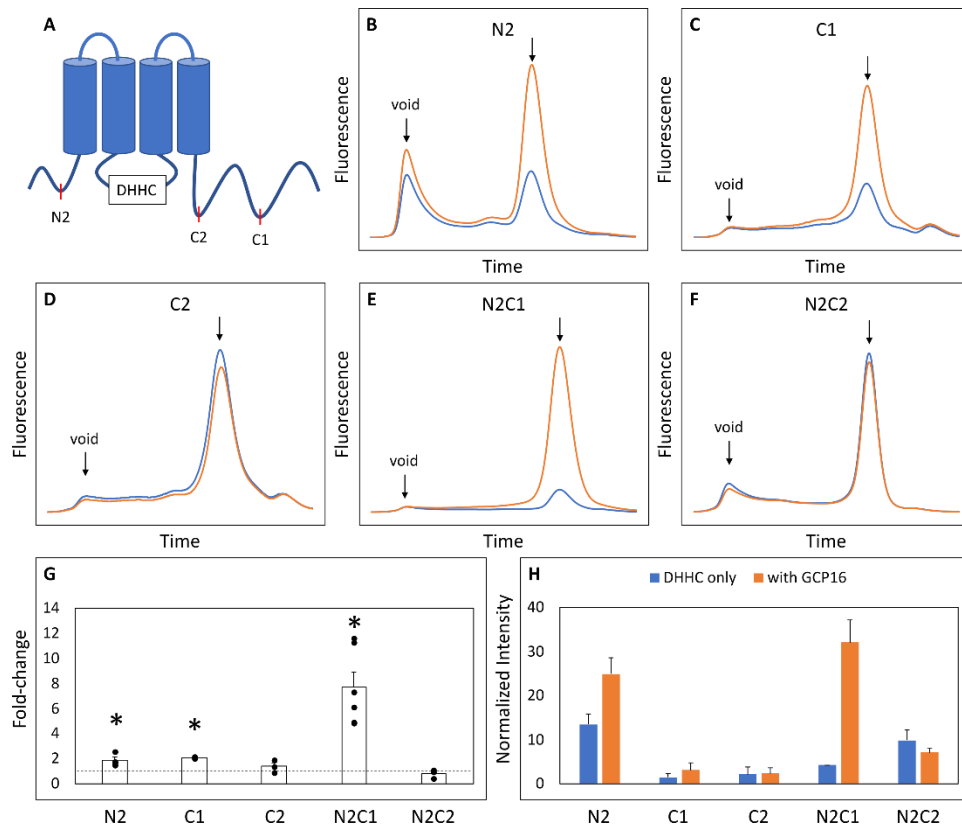 A
DHHC
N2
C2
C1
B
N2
void
Fluorescence
Time
C
C1
void
Fluorescence
Time
D
C2
void
Fluorescence
Time
E
N2C1
void
Fluorescence
Time
F
N2C2
void
Fluorescence
Time
G
Fold-change
14
12
10
8
6
4
2
0
*
*
*
N2
C1
C2
N2C1
N2C2
H
DHHC only
with GCP16
Normalized Intensity
40
30
20
10
0
N2
C1
C2
N2C1
N2C2